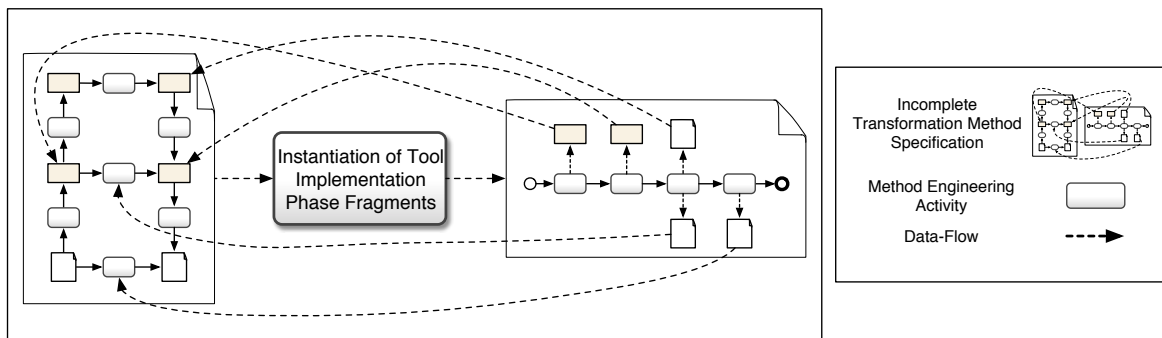 Instantiation of Tool
Implementation
Phase Fragments
Incomplete
Transformation Method
Specification
Method Engineering
Activity
Data-Flow